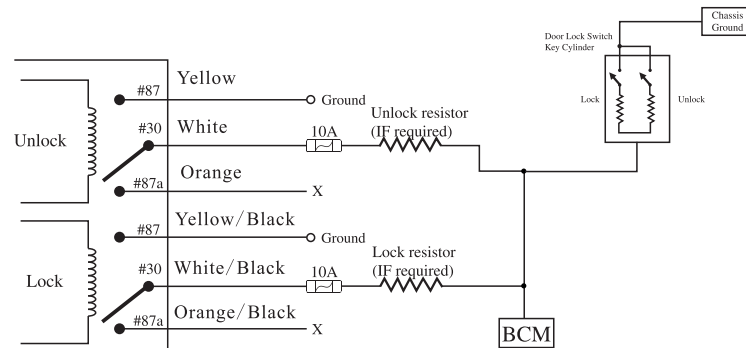 Chassis
Ground
Door Lock Switch
Key Cylinder
Lock
Unlock
Unlock
#87
Yellow
Ground
#30
White
10A
Unlock resistor
(IF required)
#87a
Orange
X
Lock
#87
Yellow/Black
Ground
#30
White/Black
10A
Lock resistor
(IF required)
#87a
Orange/Black
X
BCM